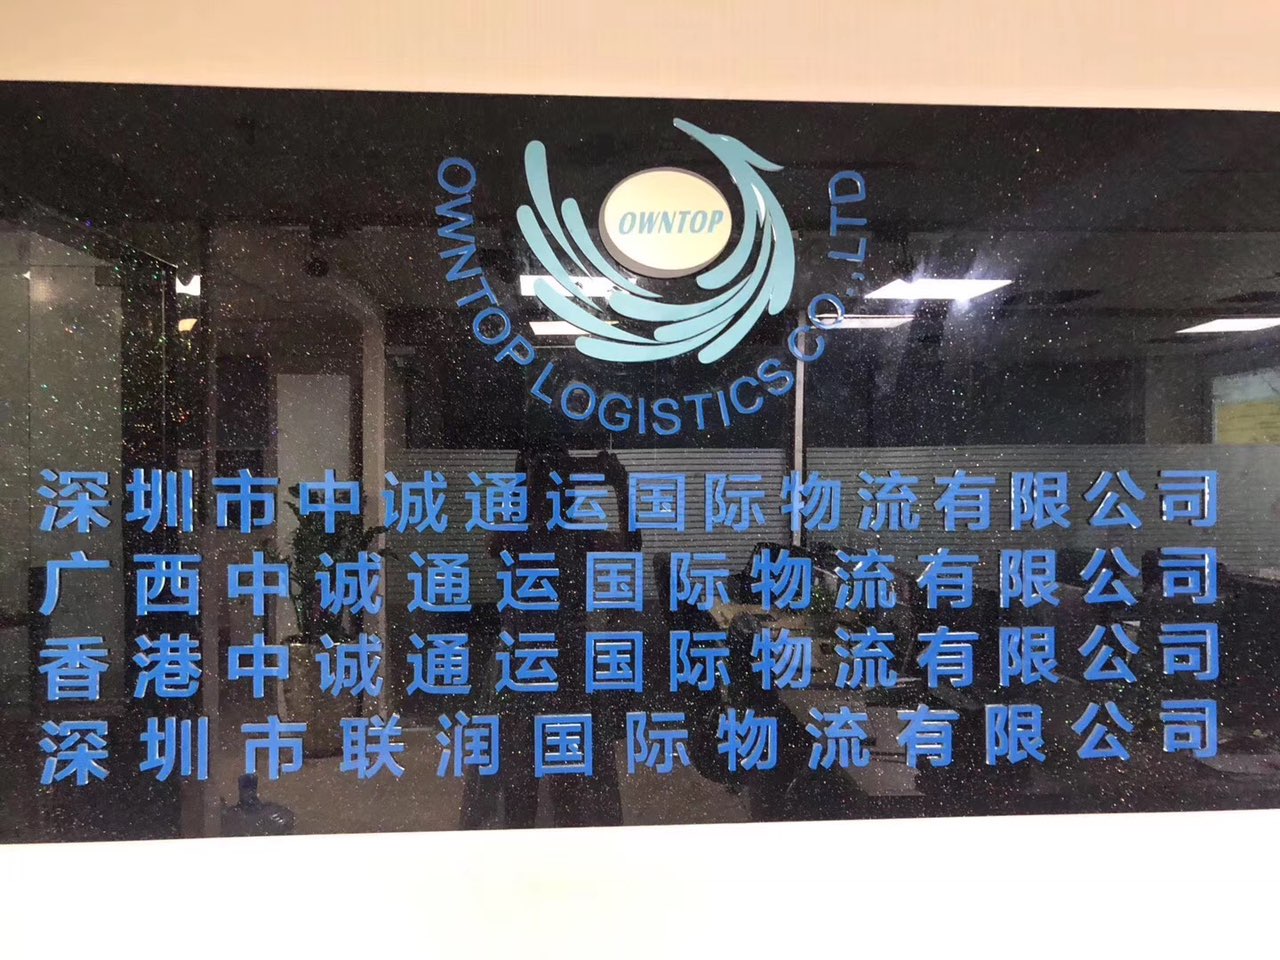 OWNTOP
OWNTOP LOGISTICS CO.,LTD
深圳市中诚通运国际物流有限公司
广西中诚通运国际物流有限公司
香港中诚通运国际物流有限公司
深圳市联润国际物流有限公司